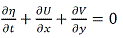 ∂η/∂t + ∂U/∂x + ∂V/∂y = 0